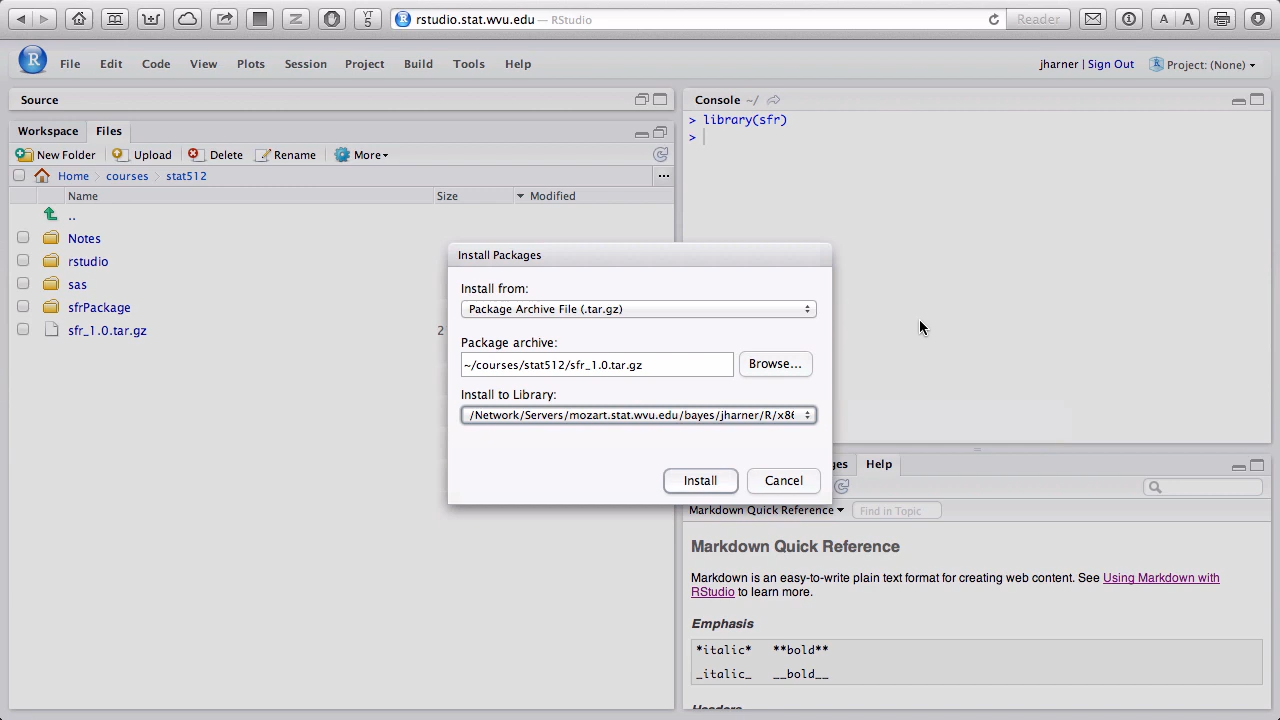 YT
5
rstudio.stat.wvu.edu — RStudio
Reader
A A
R File Edit Code View Plots Session Project Build Tools Help
jharner | Sign Out R Project: (None)
Source
Workspace Files
New Folder Upload Delete Rename More
Home courses stat512 ...
Name Size Modified
..
Notes
rstudio
sas
sfrPackage
sfr_1.0.tar.gz 2
Console ~/
> library(sfr)
>
Install Packages
Install from:
Package Archive File (.tar.gz)
Package archive:
~/courses/stat512/sfr_1.0.tar.gz Browse...
Install to Library:
/Network/Servers/mozart.stat.wvu.edu/bayes/jharner/R/x86
Install Cancel
ges Help
Markdown Quick Reference Find in Topic
Markdown Quick Reference
Markdown is an easy-to-write plain text format for creating web content. See Using Markdown with
RStudio to learn more.
Emphasis
*italic* **bold**
_italic_ __bold__
Headers